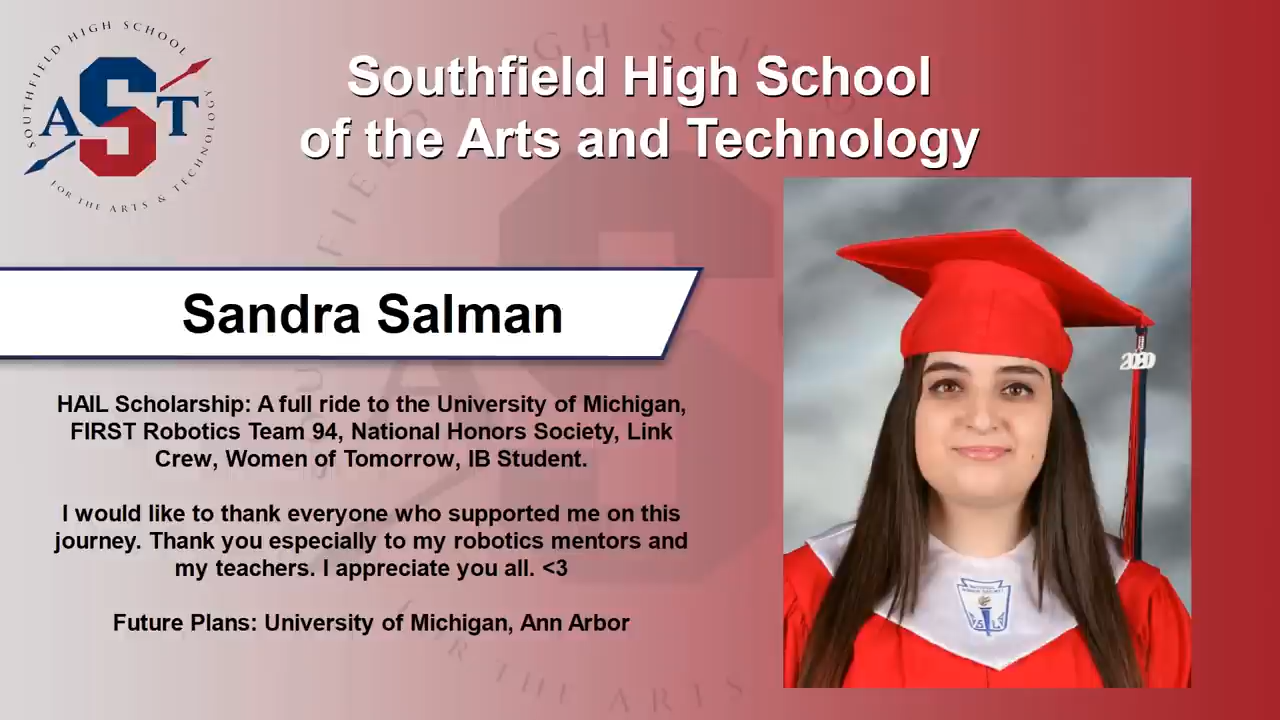 SOUTHFIELD HIGH SCHOOL
AST
FOR THE ARTS & TECHNOLOGY
Southfield High School
of the Arts and Technology
Sandra Salman
HAIL Scholarship: A full ride to the University of Michigan,
FIRST Robotics Team 94, National Honors Society, Link
Crew, Women of Tomorrow, IB Student.
I would like to thank everyone who supported me on this
journey. Thank you especially to my robotics mentors and
my teachers. I appreciate you all. <3
Future Plans: University of Michigan, Ann Arbor
2020